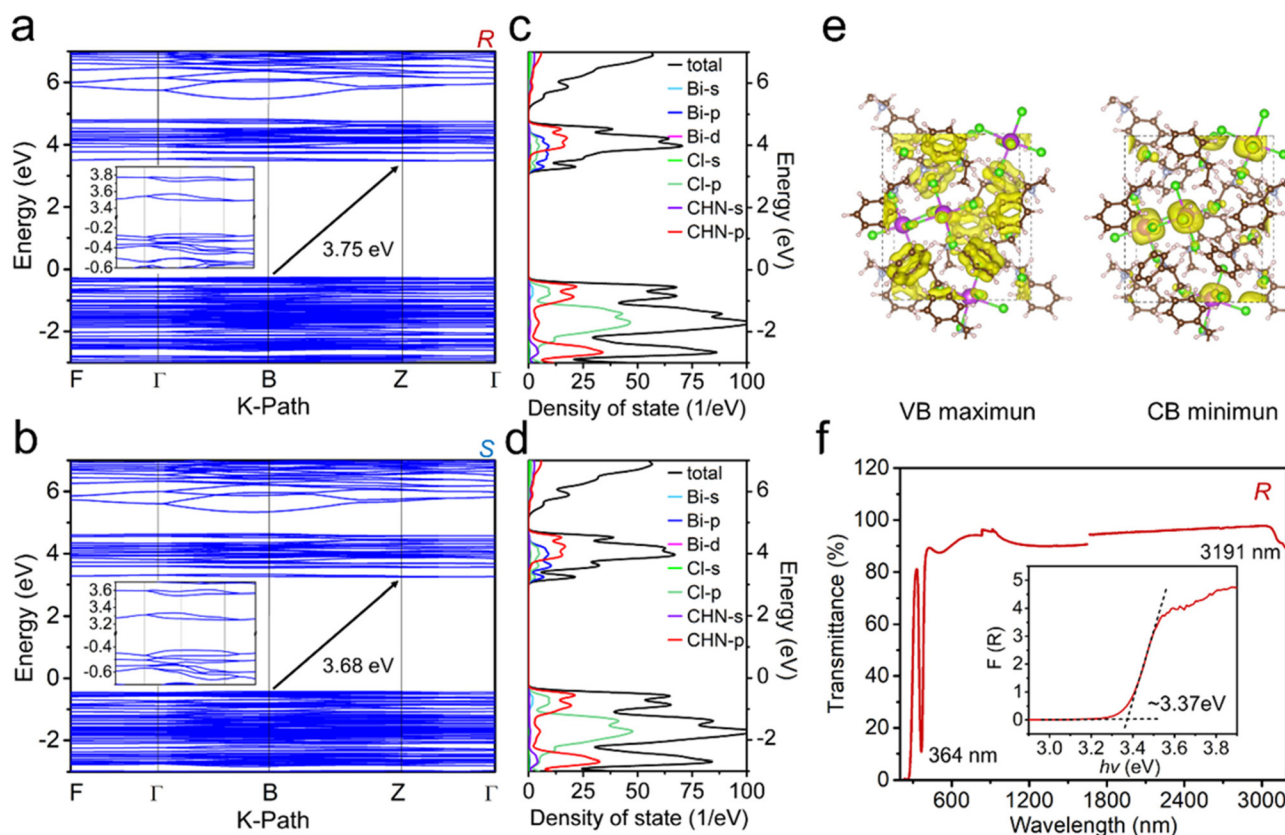 a
R
Energy (eV)
6
4
2
0
-2
3.8
3.6
3.4
-0.2
-0.4
-0.6
3.75 eV
F Γ B Z Γ
K-Path
c
total
Bi-s
Bi-p
Bi-d
Cl-s
Cl-p
CHN-s
CHN-p
6
4
2
0
-2
Energy (eV)
0 25 50 75 100
Density of state (1/eV)
b
S
Energy (eV)
6
4
2
0
-2
3.6
3.4
3.2
-0.4
-0.6
3.68 eV
F Γ B Z Γ
K-Path
d
total
Bi-s
Bi-p
Bi-d
Cl-s
Cl-p
CHN-s
CHN-p
6
4
2
0
-2
Energy (eV)
0 25 50 75 100
Density of state (1/eV)
e
VB maximun
CB minimun
f
R
Transmittance (%)
120
100
80
60
40
20
0
3191 nm
364 nm
F (R)
5
4
3
2
1
0
~3.37eV
3.0 3.2 3.4 3.6 3.8
hν (eV)
600 1200 1800 2400 3000
Wavelength (nm)